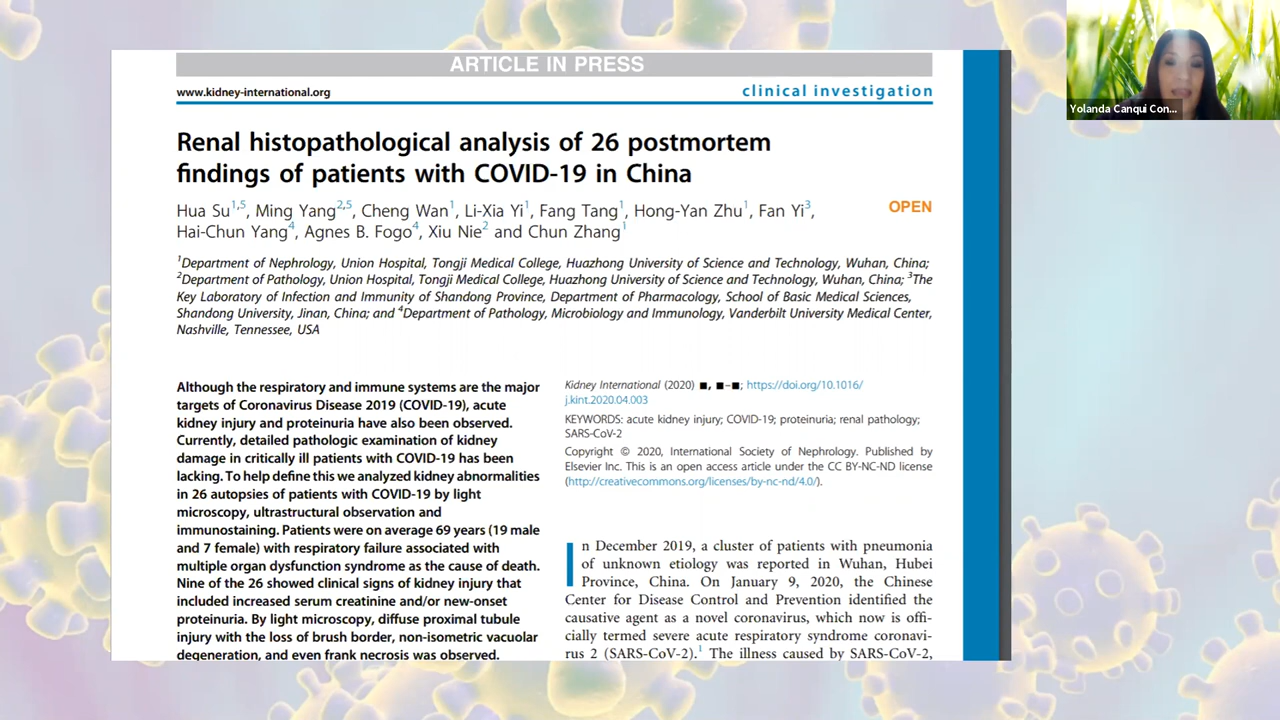 ARTICLE IN PRESS
www.kidney-international.org
clinical investigation
Renal histopathological analysis of 26 postmortem
findings of patients with COVID-19 in China
Hua Su1,5, Ming Yang2,5, Cheng Wan1, Li-Xia Yi1, Fang Tang1, Hong-Yan Zhu1, Fan Yi3,
Hai-Chun Yang4, Agnes B. Fogo4, Xiu Nie2 and Chun Zhang1
OPEN
1Department of Nephrology, Union Hospital, Tongji Medical College, Huazhong University of Science and Technology, Wuhan, China;
2Department of Pathology, Union Hospital, Tongji Medical College, Huazhong University of Science and Technology, Wuhan, China; 3The
Key Laboratory of Infection and Immunity of Shandong Province, Department of Pharmacology, School of Basic Medical Sciences,
Shandong University, Jinan, China; and 4Department of Pathology, Microbiology and Immunology, Vanderbilt University Medical Center,
Nashville, Tennessee, USA
Although the respiratory and immune systems are the major
targets of Coronavirus Disease 2019 (COVID-19), acute
kidney injury and proteinuria have also been observed.
Currently, detailed pathologic examination of kidney
damage in critically ill patients with COVID-19 has been
lacking. To help define this we analyzed kidney abnormalities
in 26 autopsies of patients with COVID-19 by light
microscopy, ultrastructural observation and
immunostaining. Patients were on average 69 years (19 male
and 7 female) with respiratory failure associated with
multiple organ dysfunction syndrome as the cause of death.
Nine of the 26 showed clinical signs of kidney injury that
included increased serum creatinine and/or new-onset
proteinuria. By light microscopy, diffuse proximal tubule
injury with the loss of brush border, non-isometric vacuolar
degeneration, and even frank necrosis was observed.
Kidney International (2020) ■, ■–■; https://doi.org/10.1016/
j.kint.2020.04.003
KEYWORDS: acute kidney injury; COVID-19; proteinuria; renal pathology;
SARS-CoV-2
Copyright © 2020, International Society of Nephrology. Published by
Elsevier Inc. This is an open access article under the CC BY-NC-ND license
(http://creativecommons.org/licenses/by-nc-nd/4.0/).
In December 2019, a cluster of patients with pneumonia
of unknown etiology was reported in Wuhan, Hubei
Province, China. On January 9, 2020, the Chinese
Center for Disease Control and Prevention identified the
causative agent as a novel coronavirus, which now is offi-
cially termed severe acute respiratory syndrome coronavi-
rus 2 (SARS-CoV-2).1 The illness caused by SARS-CoV-2,
Yolanda Canqui Con...